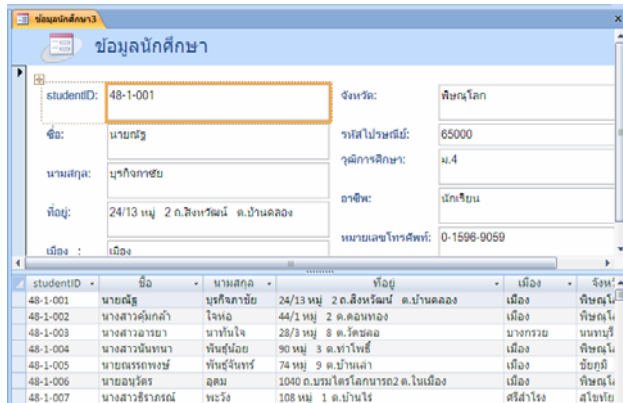 ข้อมูลนักศึกษา3
ข้อมูลนักศึกษา
studentID: 48-1-001 จังหวัด: พิษณุโลก
ชื่อ: นายณัฐ รหัสไปรษณีย์: 65000
นามสกุล: บุรกิจภาชัย วุฒิการศึกษา: ม.4
ที่อยู่: 24/13 หมู่ 2 ถ.สิงหวัฒน์ ต.บ้านคลอง อาชีพ: นักเรียน
เมือง : เมือง หมายเลขโทรศัพท์: 0-1596-9059
studentID ชื่อ นามสกุล ที่อยู่ เมือง จังห
48-1-001 นายณัฐ บุรกิจภาชัย 24/13 หมู่ 2 ถ.สิงหวัฒน์ ต.บ้านคลอง เมือง พิษณุโ
48-1-002 นางสาวคุ้มกล้า ใจห่อ 44/1 หมู่ 2 ต.ดอนทอง เมือง พิษณุโ
48-1-003 นางสาวอารยา นาทันใจ 28/3 หมู่ 8 ต.วัดชลอ บางกรวย นนทบุรี
48-1-004 นางสาวนันทนา พันธุ์น้อย 90 หมู่ 3 ต.ท่าโพธิ์ เมือง พิษณุโ
48-1-005 นายณรรถพงษ์ พันธุ์จันทร์ 74 หมู่ 9 ต.บ้านเล่า เมือง ชัยภูมิ
48-1-006 นายอนุวัตร อุดม 1040 ถ.บรมไตรโลกนารถ2 ต.ในเมือง เมือง พิษณุโ
48-1-007 นางสาวธิราภรณ์ พะวัง 108 หมู่ 1 ต.บ้านไร่ ศรีสำโรง สุโขทัย